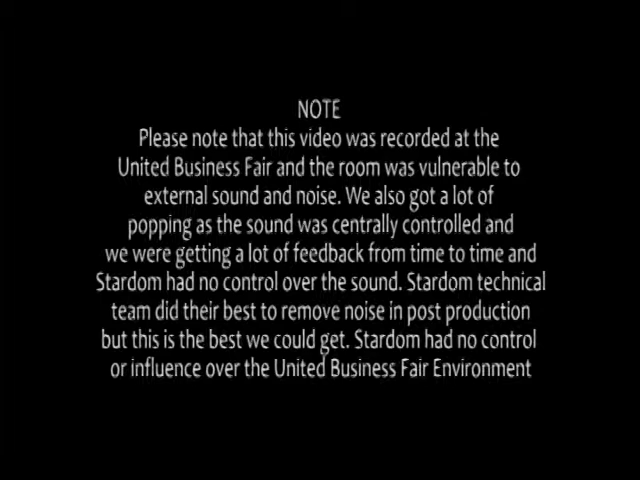 NOTE
Please note that this video was recorded at the
United Business Fair and the room was vulnerable to
external sound and noise. We also got a lot of
popping as the sound was centrally controlled and
we were getting a lot of feedback from time to time and
Stardom had no control over the sound. Stardom technical
team did their best to remove noise in post production
but this is the best we could get. Stardom had no control
or influence over the United Business Fair Environment